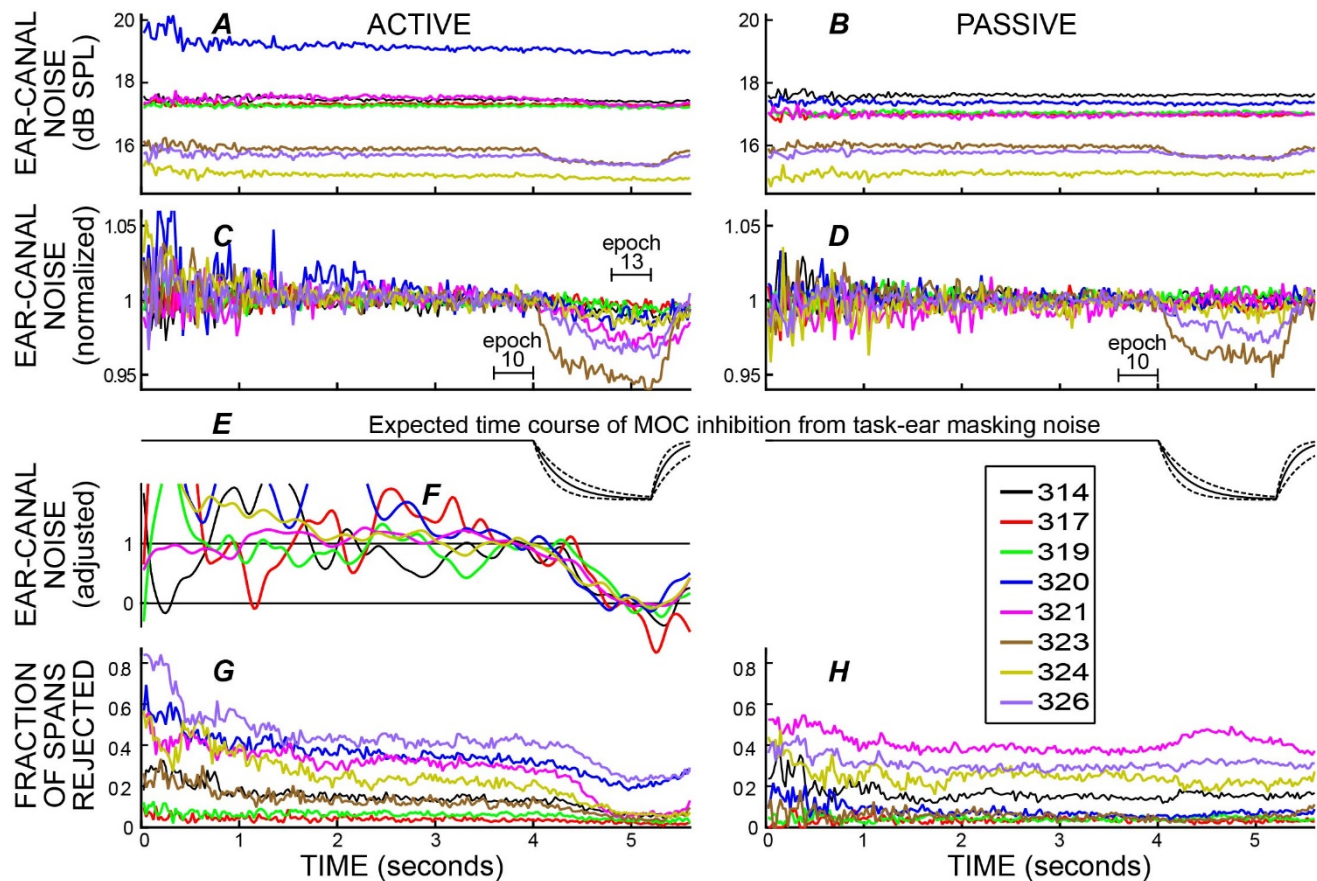 A ACTIVE
B PASSIVE
EAR-CANAL
NOISE
(dB SPL)
20
18
16
20
18
16
EAR-CANAL
NOISE
(normalized)
1.05
1
0.95
C
epoch
13
epoch
10
1.05
1
0.95
D
epoch
10
E Expected time course of MOC inhibition from task-ear masking noise
EAR-CANAL
NOISE
(adjusted)
1
0
F
314
317
319
320
321
323
324
326
FRACTION
OF SPANS
REJECTED
0.8
0.6
0.4
0.2
0
G
0.8
0.6
0.4
0.2
0
H
0 1 2 3 4 5
0 1 2 3 4 5
TIME (seconds)
TIME (seconds)